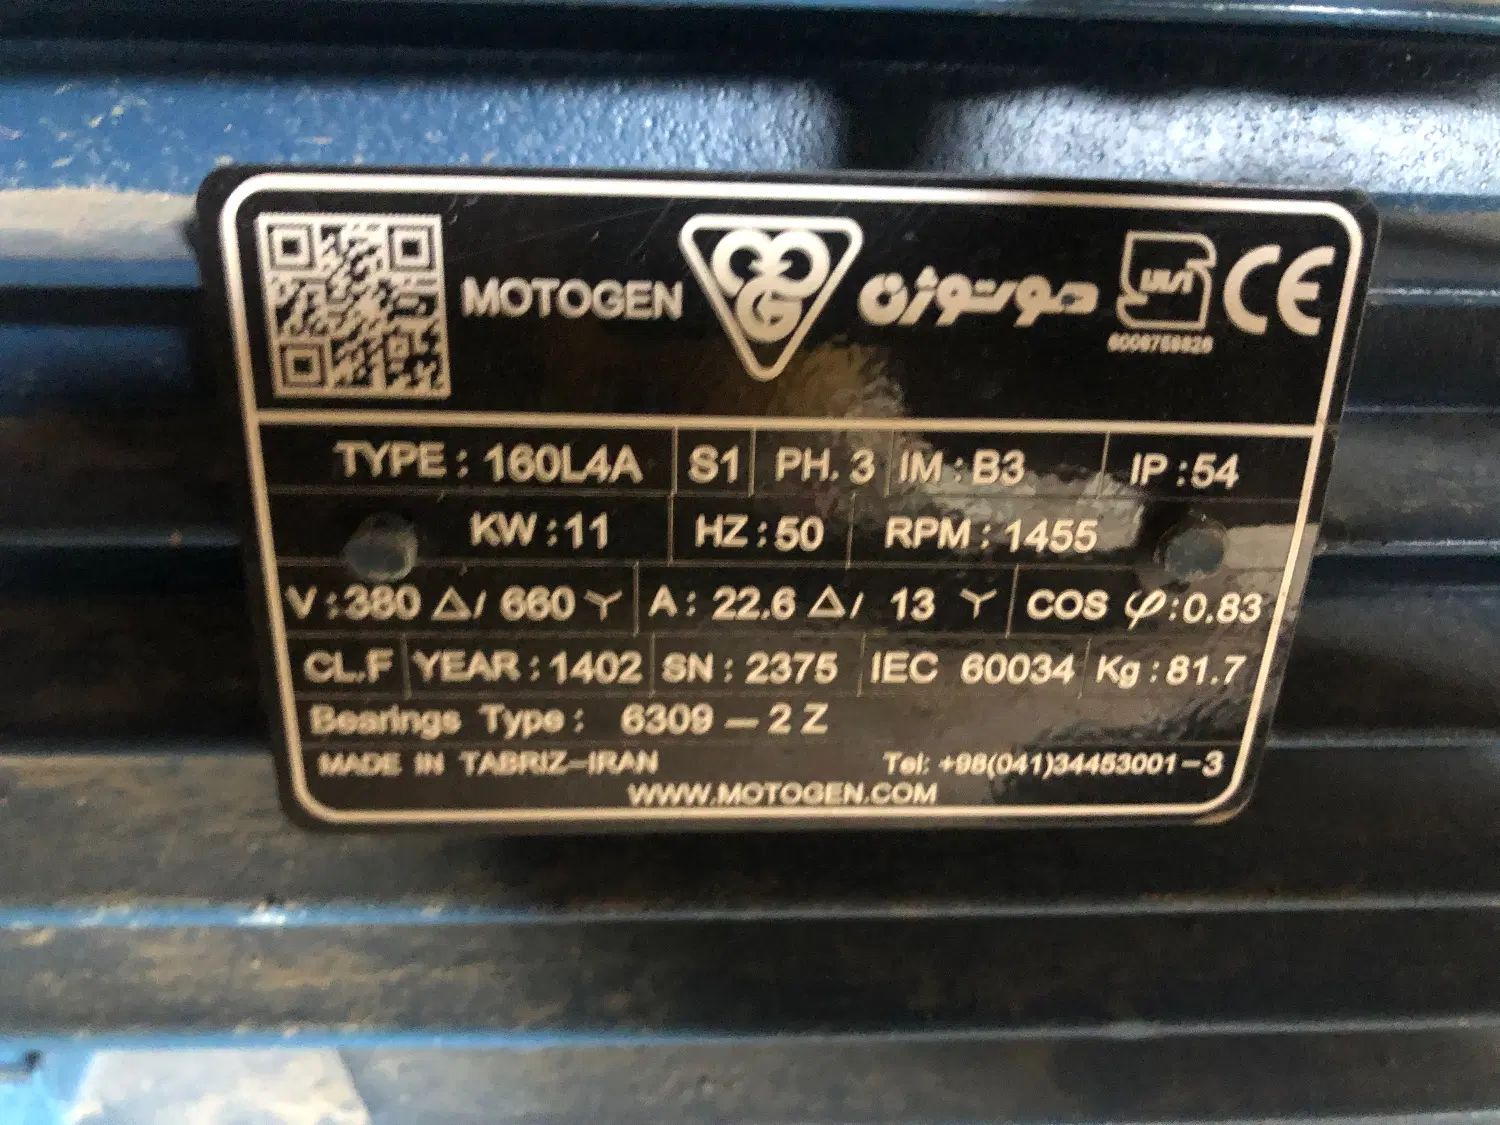 MOTOGEN موتوژن CE
TYPE : 160L4A S1 PH. 3 IM : B3 IP : 54
KW : 11 HZ : 50 RPM : 1455
V : 380 Δ/ 660 Y A : 22.6 Δ/ 13 Y COS φ : 0.83
CL.F YEAR : 1402 SN : 2375 IEC 60034 Kg : 81.7
Bearings Type : 6309 – 2 Z
MADE IN TABRIZ–IRAN Tel: +98(041)34453001–3
WWW.MOTOGEN.COM